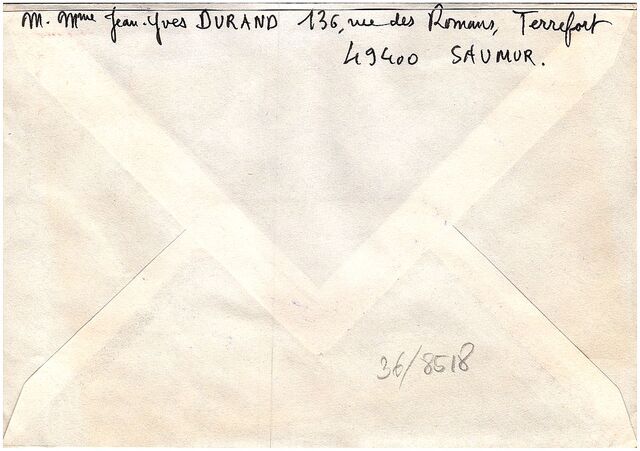 M. Mme Jean-Yves DURAND 136, rue des Romans, Terrefort
49400 SAUMUR.
36/8518